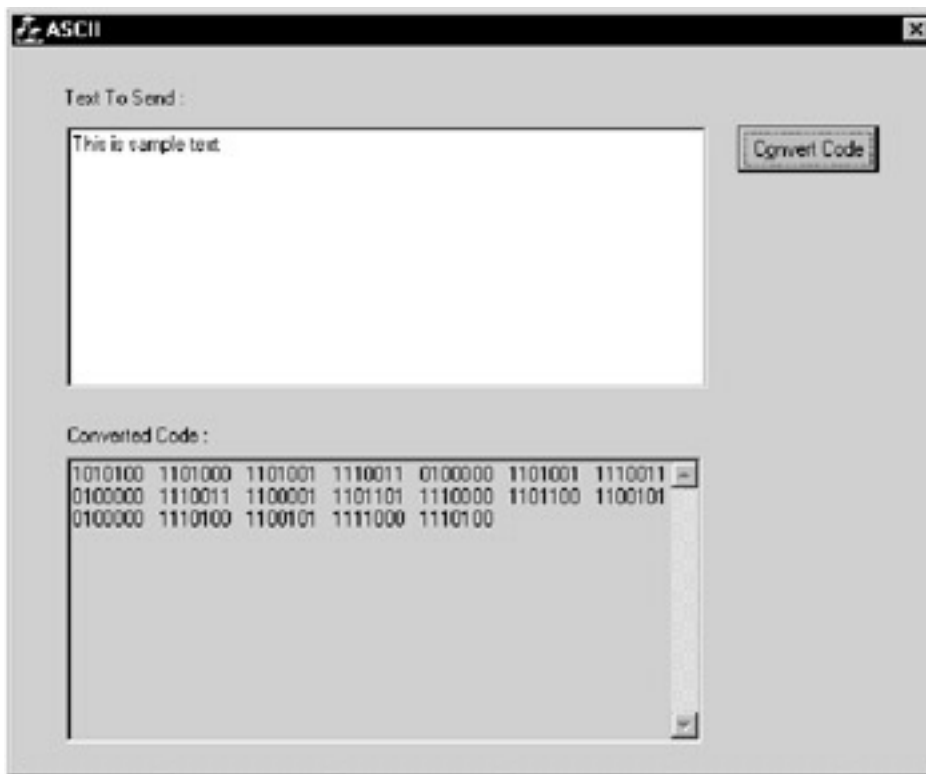 ASCII
Text To Send :
This is sample text
Convert Code
Converted Code :
1010100 1101000 1101001 1110011 0100000 1101001 1110011
0100000 1110011 1100001 1101101 1110000 1101100 1100101
0100000 1110100 1100101 1111000 1110100